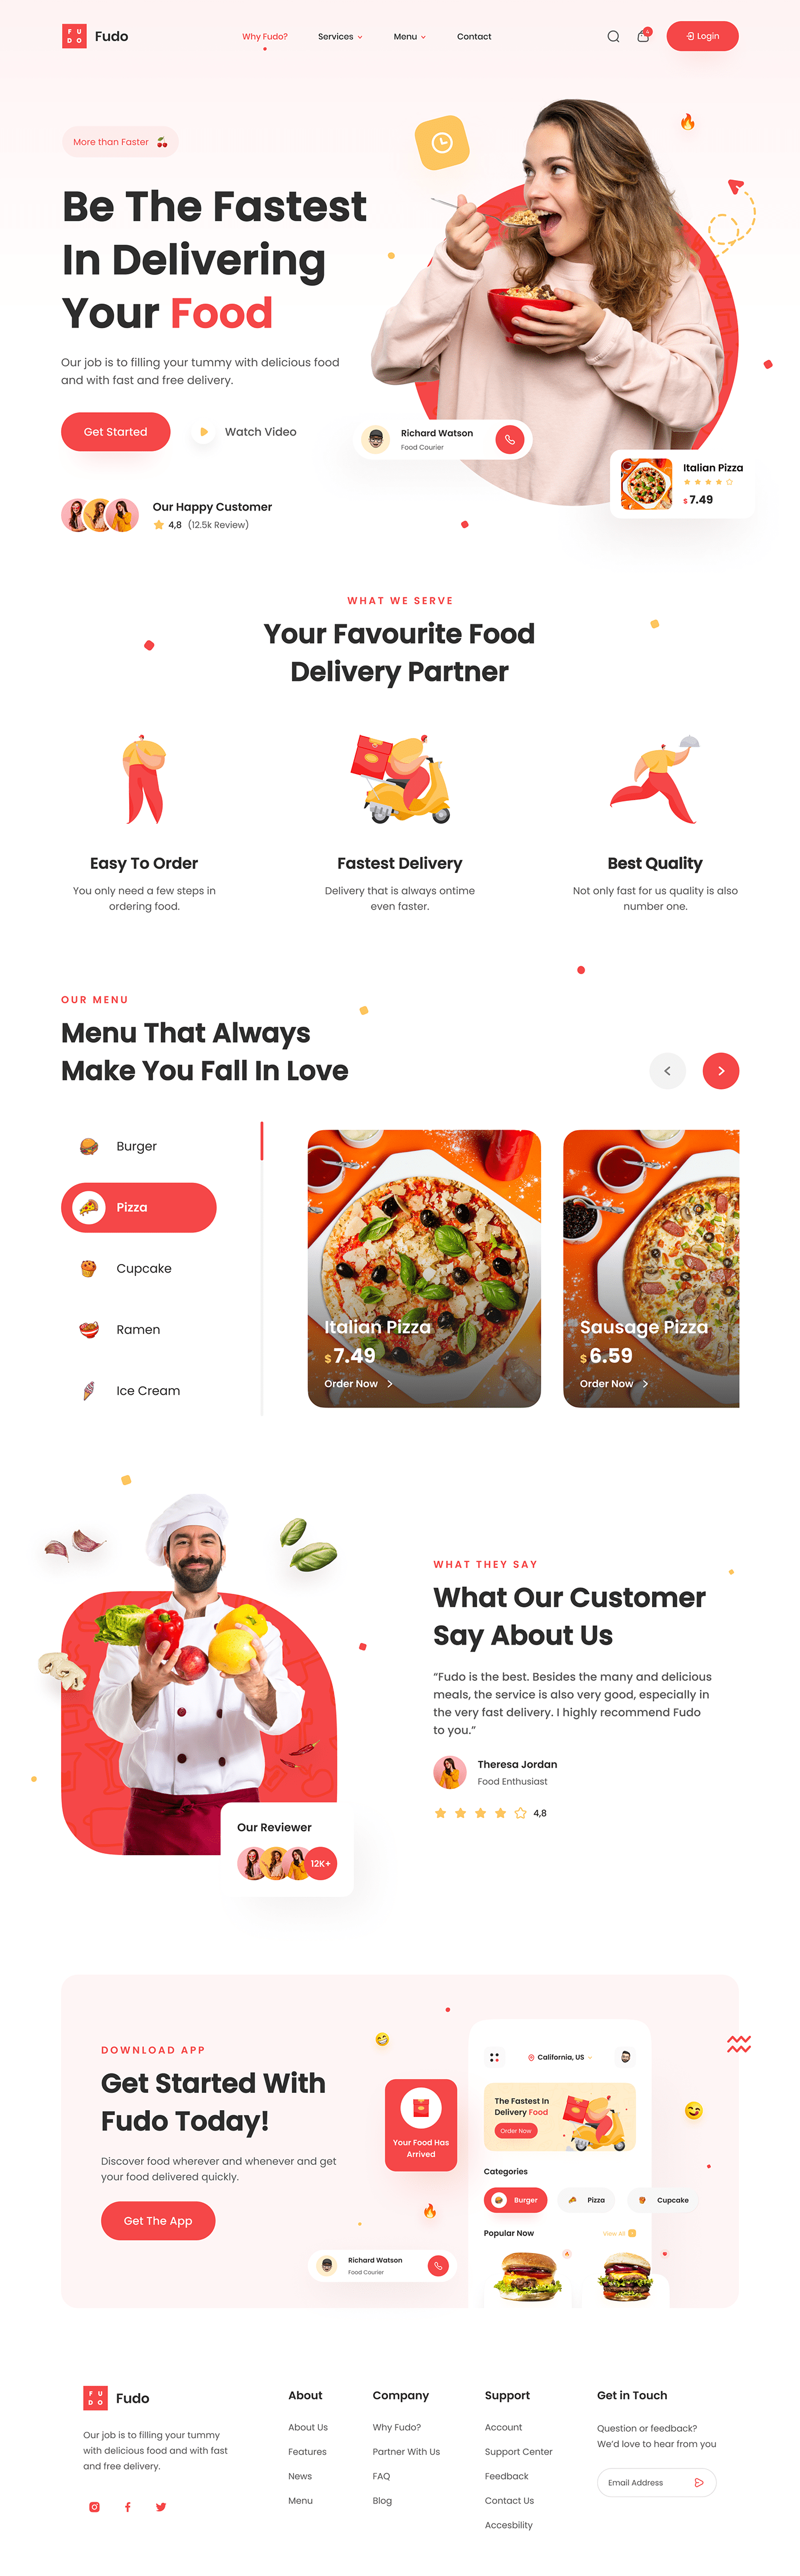 FU
DO
Fudo
Why Fudo?
Services
Menu
Contact
Login
More than Faster
Be The Fastest
In Delivering
Your Food
Our job is to filling your tummy with delicious food
and with fast and free delivery.
Get Started
Watch Video
Our Happy Customer
4,8 (12.5k Review)
Richard Watson
Food Courier
Italian Pizza
$ 7.49
WHAT WE SERVE
Your Favourite Food
Delivery Partner
Easy To Order
You only need a few steps in
ordering food.
Fastest Delivery
Delivery that is always ontime
even faster.
Best Quality
Not only fast for us quality is also
number one.
OUR MENU
Menu That Always
Make You Fall In Love
Burger
Pizza
Cupcake
Ramen
Ice Cream
Italian Pizza
$ 7.49
Order Now
Sausage Pizza
$ 6.59
Order Now
Our Reviewer
12K+
WHAT THEY SAY
What Our Customer
Say About Us
“Fudo is the best. Besides the many and delicious
meals, the service is also very good, especially in
the very fast delivery. I highly recommend Fudo
to you.”
Theresa Jordan
Food Enthusiast
4,8
DOWNLOAD APP
Get Started With
Fudo Today!
Discover food wherever and whenever and get
your food delivered quickly.
Get The App
Your Food Has
Arrived
Richard Watson
Food Courier
California, US
The Fastest In
Delivery Food
Order Now
Categories
Burger
Pizza
Cupcake
Popular Now
View All
FU
DO
Fudo
Our job is to filling your tummy
with delicious food and with fast
and free delivery.
About
About Us
Features
News
Menu
Company
Why Fudo?
Partner With Us
FAQ
Blog
Support
Account
Support Center
Feedback
Contact Us
Accesbility
Get in Touch
Question or feedback?
We’d love to hear from you
Email Address